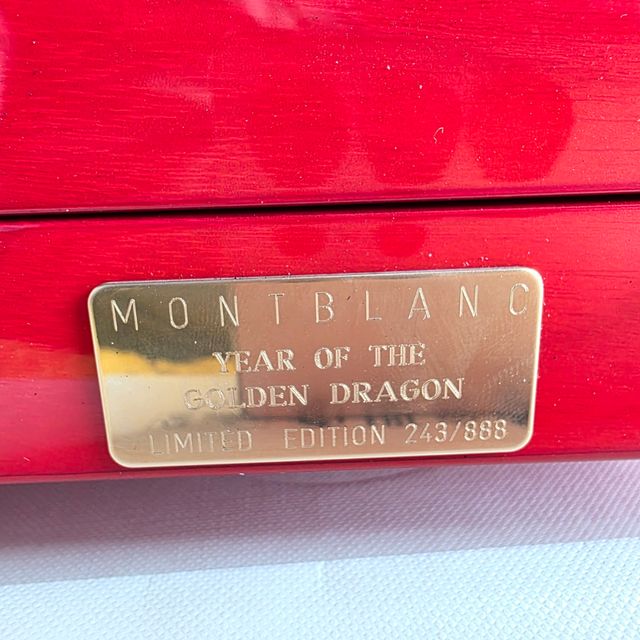 MONTBLANC
YEAR OF THE
GOLDEN DRAGON
LIMITED EDITION 243/888